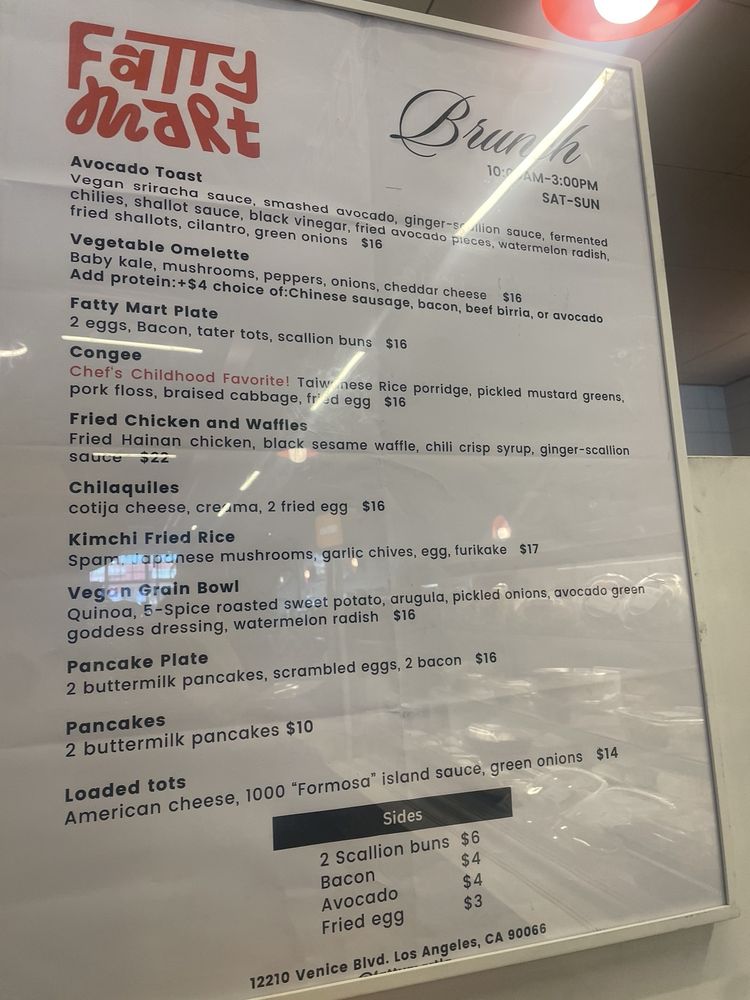 Fatty
mart
Brunch
10:00AM-3:00PM
SAT-SUN
Avocado Toast
Vegan sriracha sauce, smashed avocado, ginger-scallion sauce, fermented
chilies, shallot sauce, black vinegar, fried avocado pieces, watermelon radish,
fried shallots, cilantro, green onions $16
Vegetable Omelette
Baby kale, mushrooms, peppers, onions, cheddar cheese $16
Add protein:+$4 choice of:Chinese sausage, bacon, beef birria, or avocado
Fatty Mart Plate
2 eggs, Bacon, tater tots, scallion buns $16
Congee
Chef's Childhood Favorite! Taiwanese Rice porridge, pickled mustard greens,
pork floss, braised cabbage, fried egg $16
Fried Chicken and Waffles
Fried Hainan chicken, black sesame waffle, chili crisp syrup, ginger-scallion
sauce $22
Chilaquiles
cotija cheese, creama, 2 fried egg $16
Kimchi Fried Rice
Spam, Japanese mushrooms, garlic chives, egg, furikake $17
Vegan Grain Bowl
Quinoa, 5-Spice roasted sweet potato, arugula, pickled onions, avocado green
goddess dressing, watermelon radish $16
Pancake Plate
2 buttermilk pancakes, scrambled eggs, 2 bacon $16
Pancakes
2 buttermilk pancakes $10
Loaded tots
American cheese, 1000 "Formosa" island sauce, green onions $14
Sides
2 Scallion buns $6
Bacon $4
Avocado $4
Fried egg $3
12210 Venice Blvd. Los Angeles, CA 90066